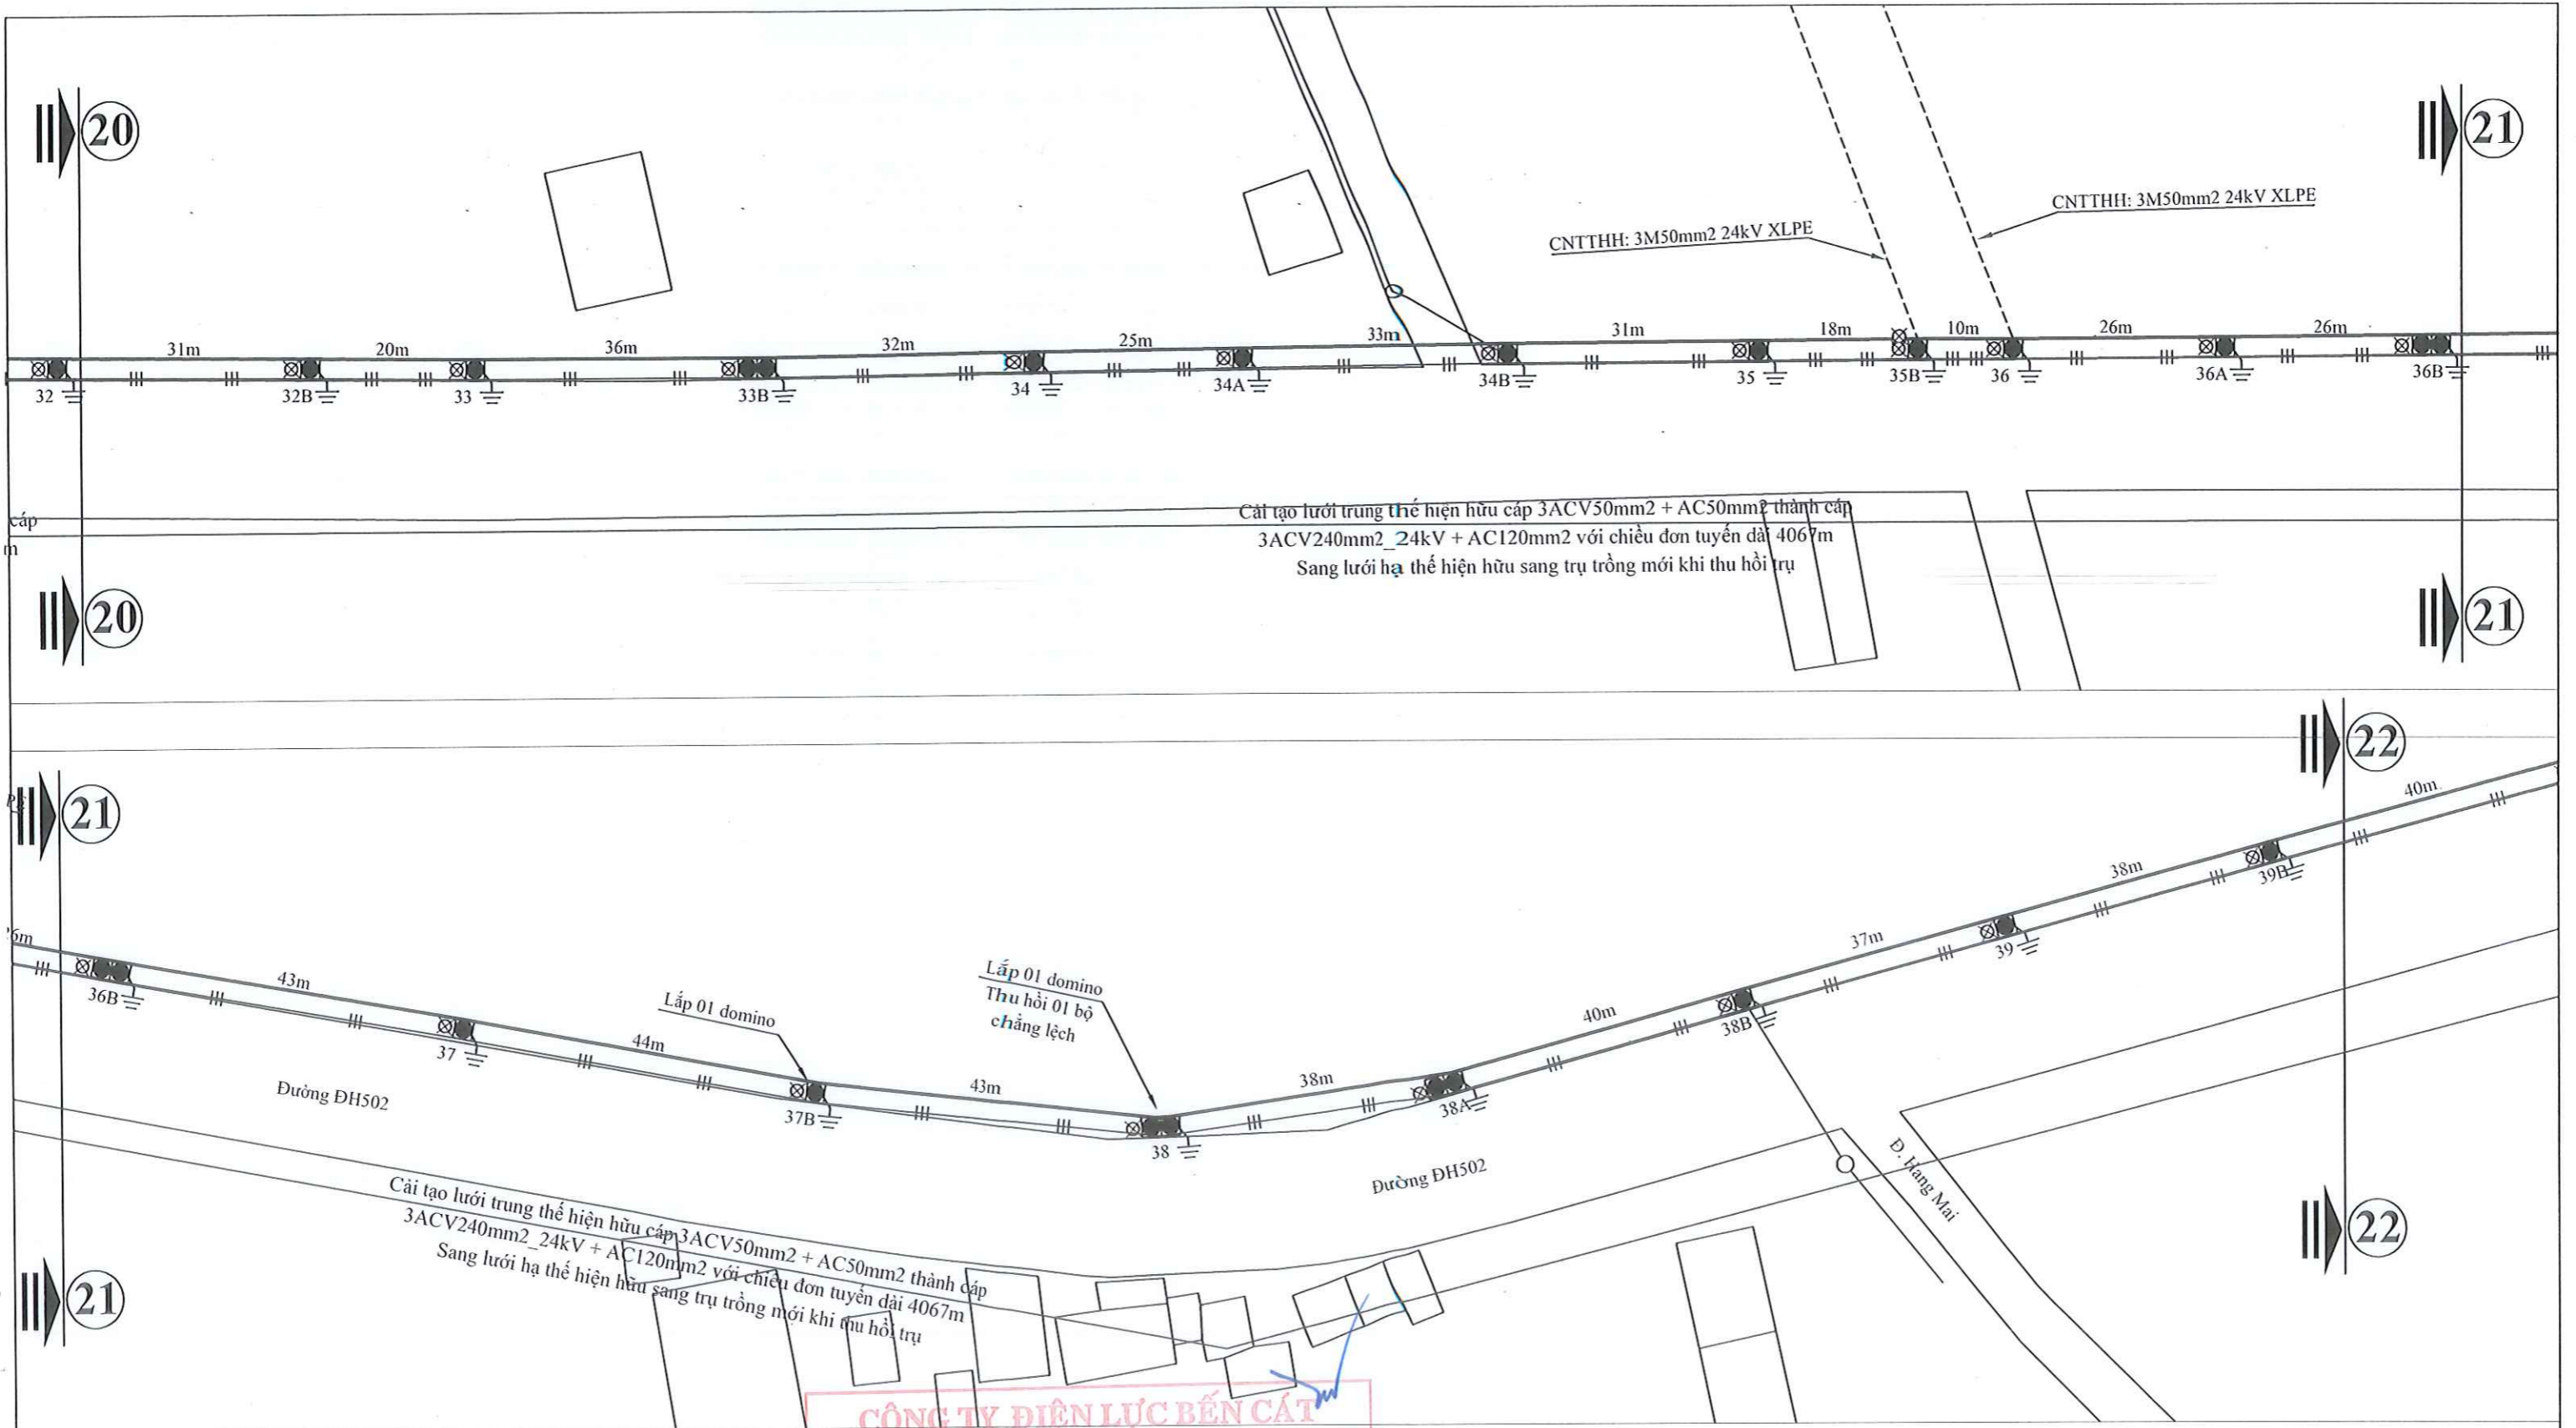 20
21
CNTTHH: 3M50mm2 24kV XLPE
CNTTHH: 3M50mm2 24kV XLPE
31m 20m 36m 32m 25m 33m 31m 18m 10m 26m 26m
32 32B 33 33B 34 34A 34B 35 35B 36 36A 36B
cáp
m
Cải tạo lưới trung thế hiện hữu cáp 3ACV50mm2 + AC50mm2 thành cáp
3ACV240mm2_24kV + AC120mm2 với chiều đơn tuyến dài 4067m
Sang lưới hạ thế hiện hữu sang trụ trồng mới khi thu hồi trụ
20
21
22
21
40m
38m
37m
40m
38m
43m
44m
43m
6m
36B
37
37B
38
38A
38B
39
39B
Lắp 01 domino
Lắp 01 domino
Thu hồi 01 bộ
chằng lệch
Đường ĐH502
Đường ĐH502
Đ. Hang Mai
Cải tạo lưới trung thế hiện hữu cáp 3ACV50mm2 + AC50mm2 thành cáp
3ACV240mm2_24kV + AC120mm2 với chiều đơn tuyến dài 4067m
Sang lưới hạ thế hiện hữu sang trụ trồng mới khi thu hồi trụ
22
21
CÔNG TY ĐIỆN LỰC BẾN CÁT